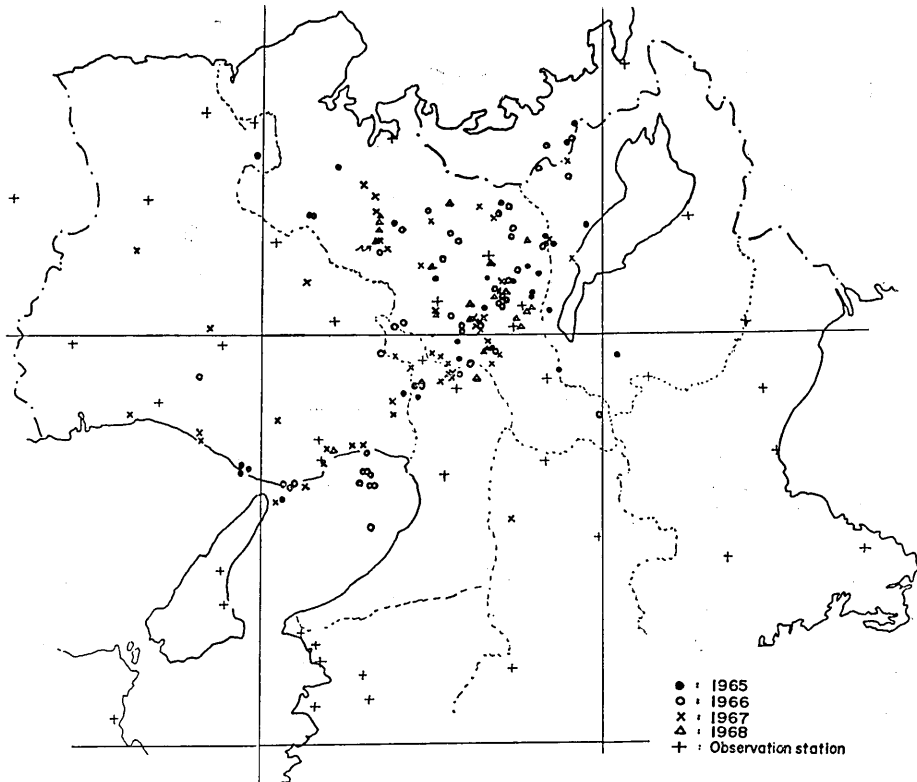 ● : 1965
○ : 1966
× : 1967
△ : 1968
+ : Observation station